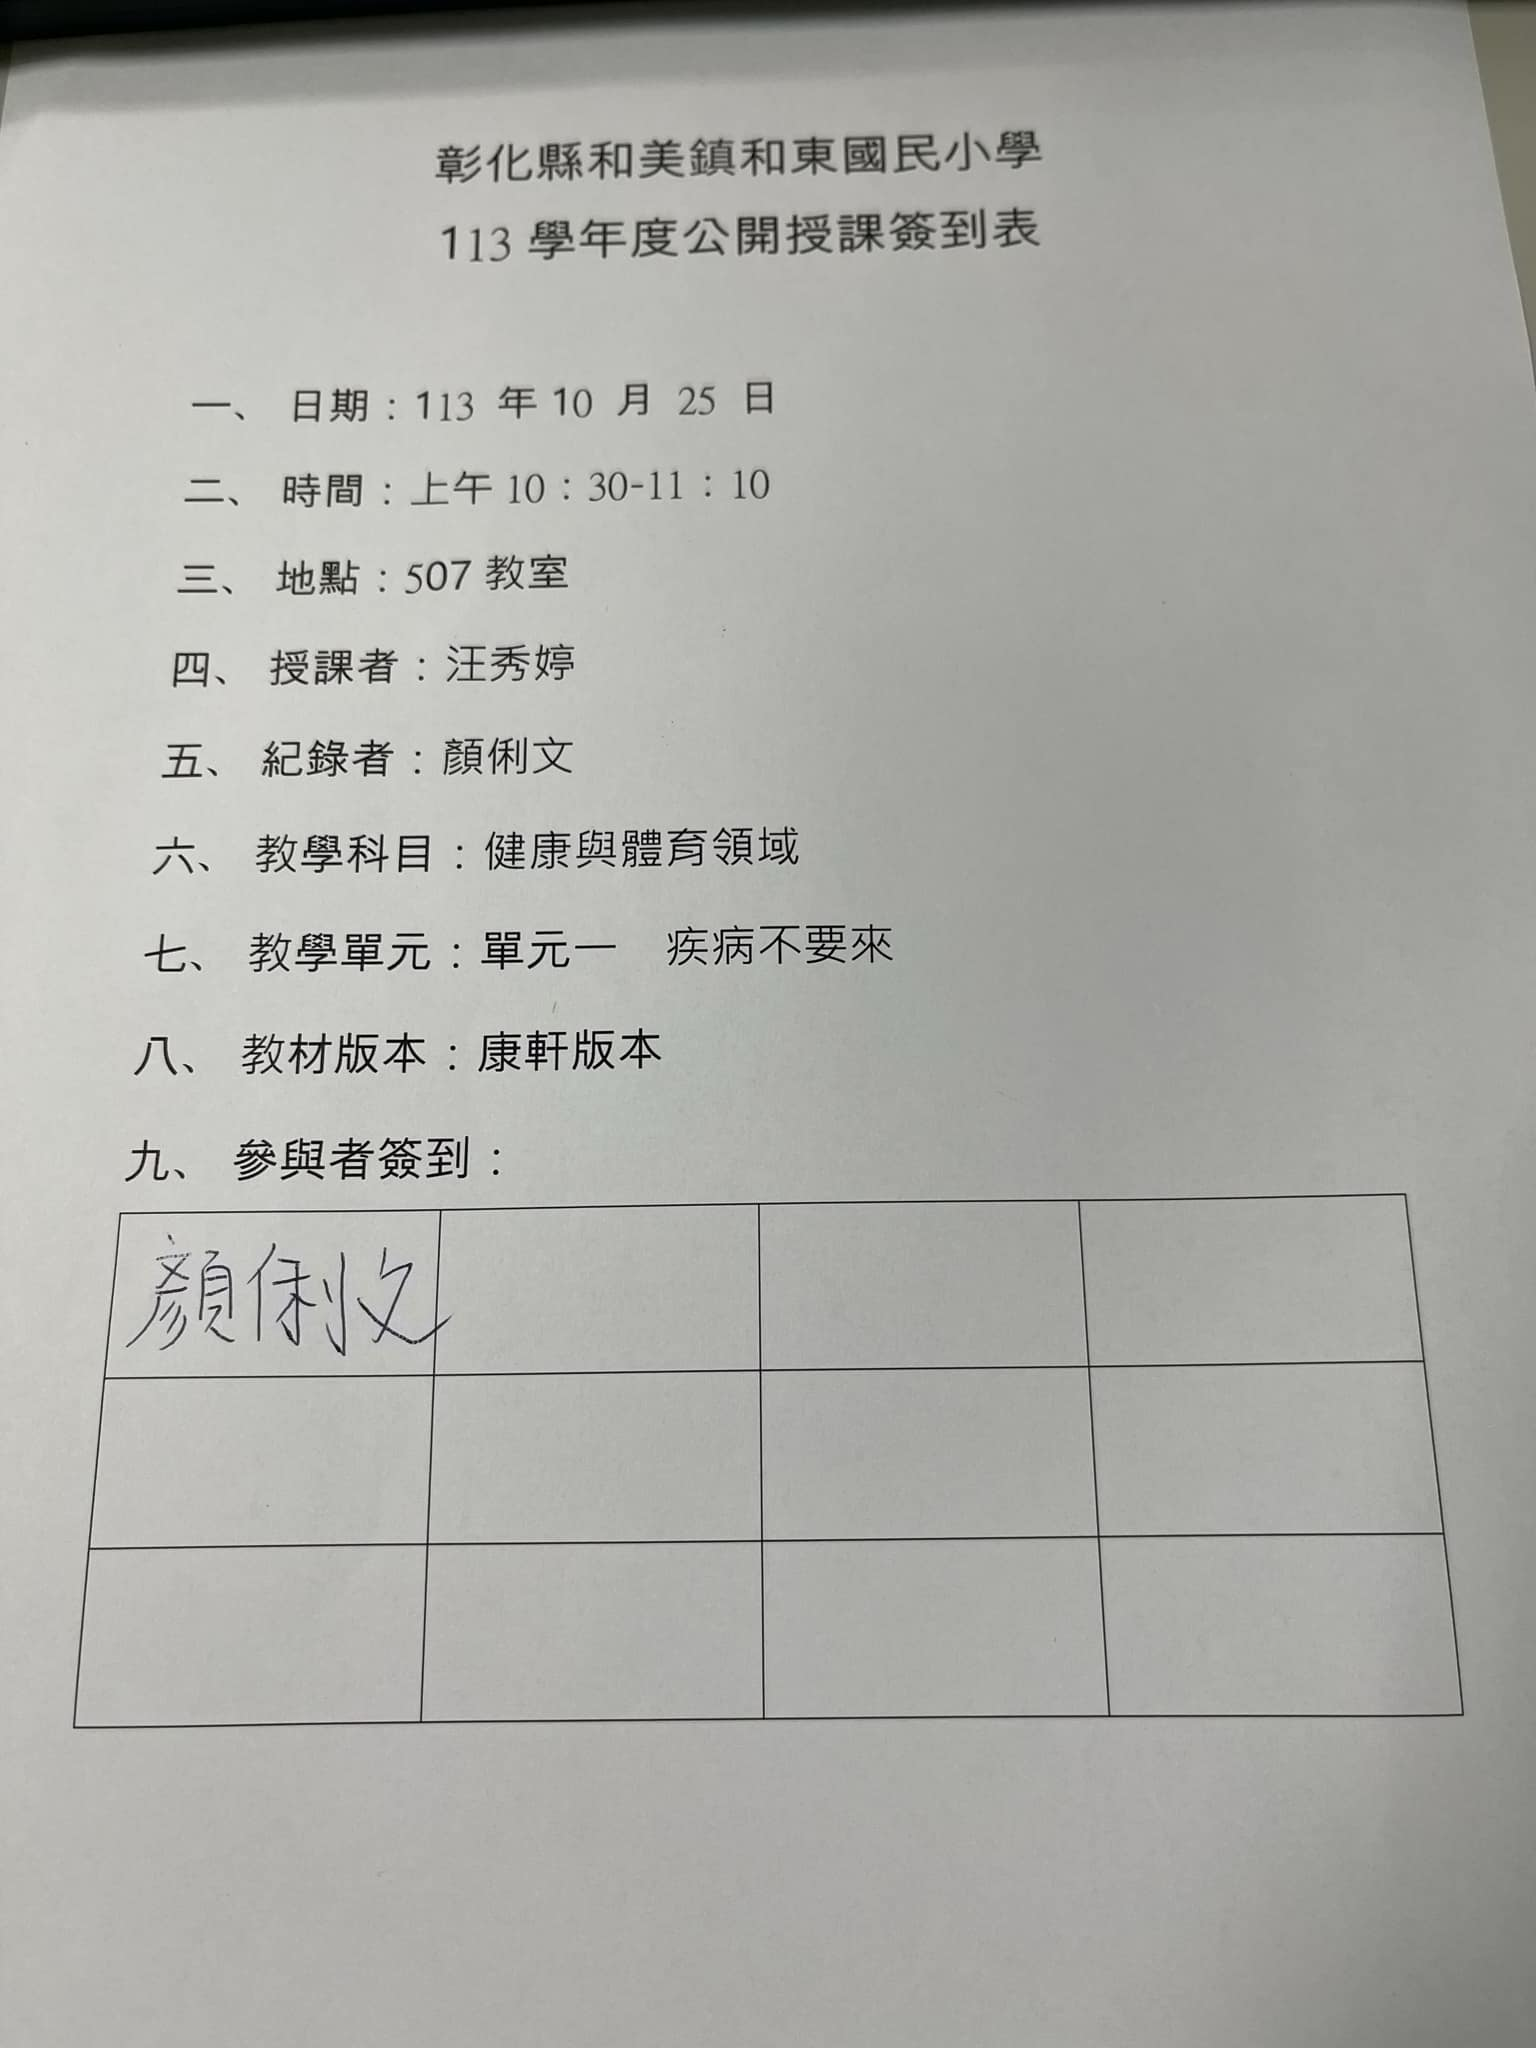 彰化縣和美鎮和東國民小學
113 學年度公開授課簽到表
一、 日期：113 年 10 月 25 日
二、 時間：上午 10：30-11：10
三、 地點：507 教室
四、 授課者：汪秀婷
五、 紀錄者：顏俐文
六、 教學科目：健康與體育領域
七、 教學單元：單元一　疾病不要來
八、 教材版本：康軒版本
九、 參與者簽到：
顏俐文